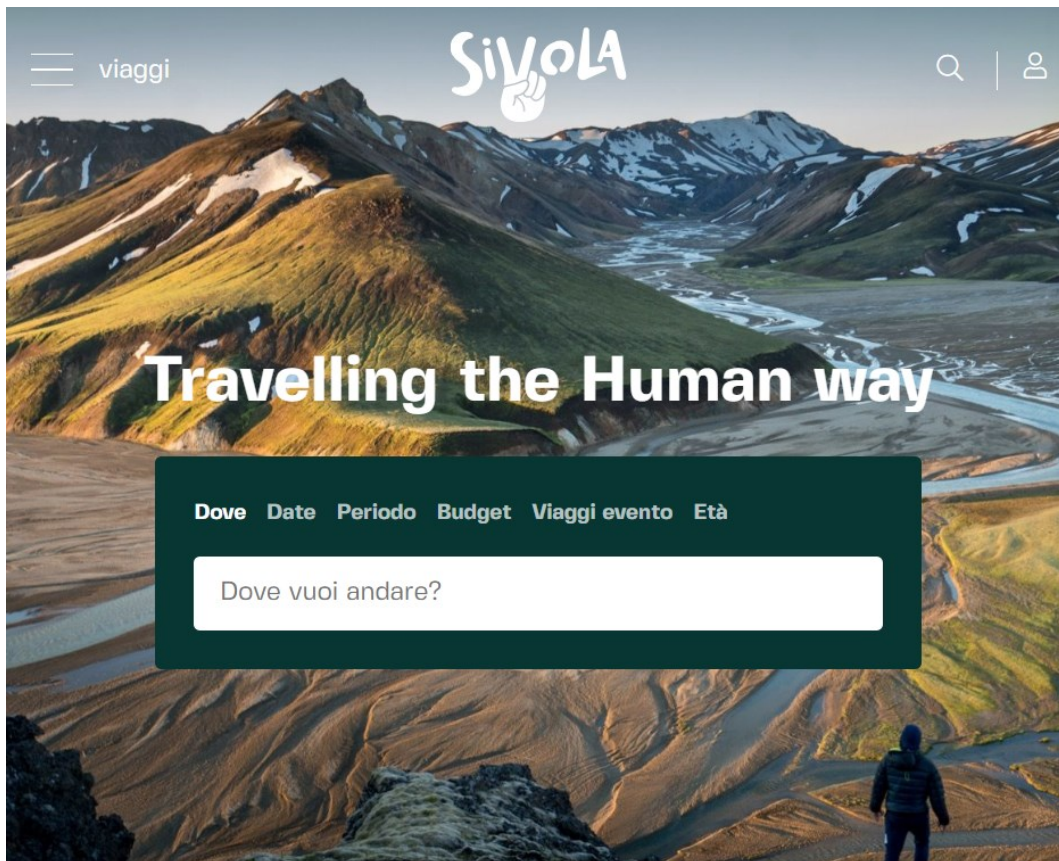 viaggi
SiVoLA
Travelling the Human way
Dove Date Periodo Budget Viaggi evento Età
Dove vuoi andare?